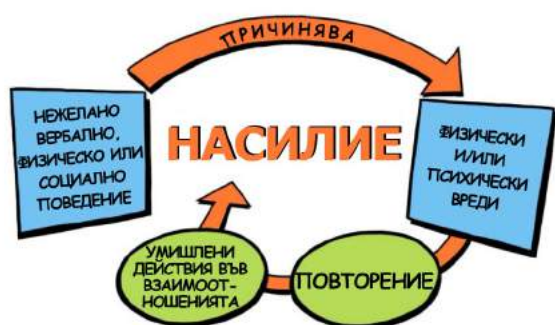 ПРИЧИНЯВА
НЕЖЕЛАНО
ВЕРБАЛНО,
ФИЗИЧЕСКО ИЛИ
СОЦИАЛНО
ПОВЕДЕНИЕ
НАСИЛИЕ
ФИЗИЧЕСКИ
И/ИЛИ
ПСИХИЧЕСКИ
ВРЕДИ
УМИШЛЕНИ
ДЕЙСТВИЯ ВЪВ
ВЗАИМООТ-
НОШЕНИЯТА
ПОВТОРЕНИЕ